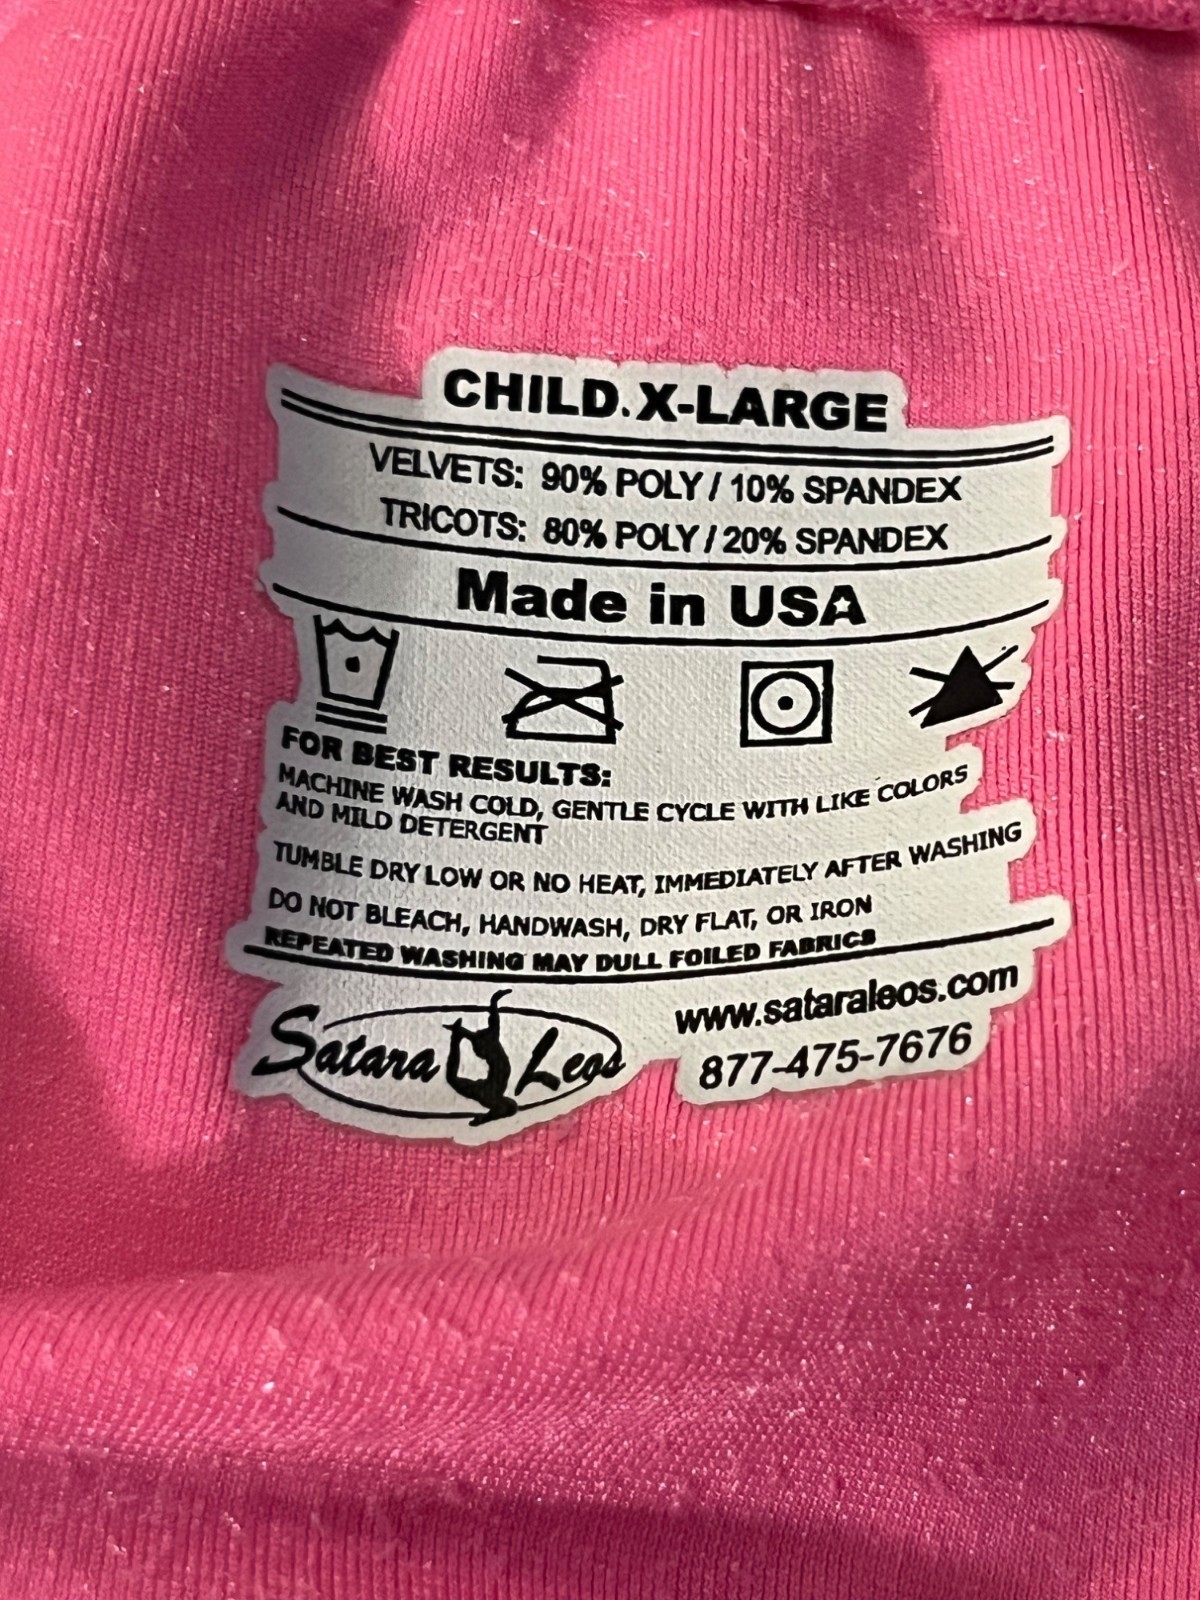 CHILD. X-LARGE
VELVETS: 90% POLY / 10% SPANDEX
TRICOTS: 80% POLY / 20% SPANDEX
Made in USA
FOR BEST RESULTS:
MACHINE WASH COLD, GENTLE CYCLE WITH LIKE COLORS
AND MILD DETERGENT
TUMBLE DRY LOW OR NO HEAT, IMMEDIATELY AFTER WASHING
DO NOT BLEACH, HANDWASH, DRY FLAT, OR IRON
REPEATED WASHING MAY DULL FOILED FABRICS
Satara Leos
www.sataraleos.com
877-475-7676